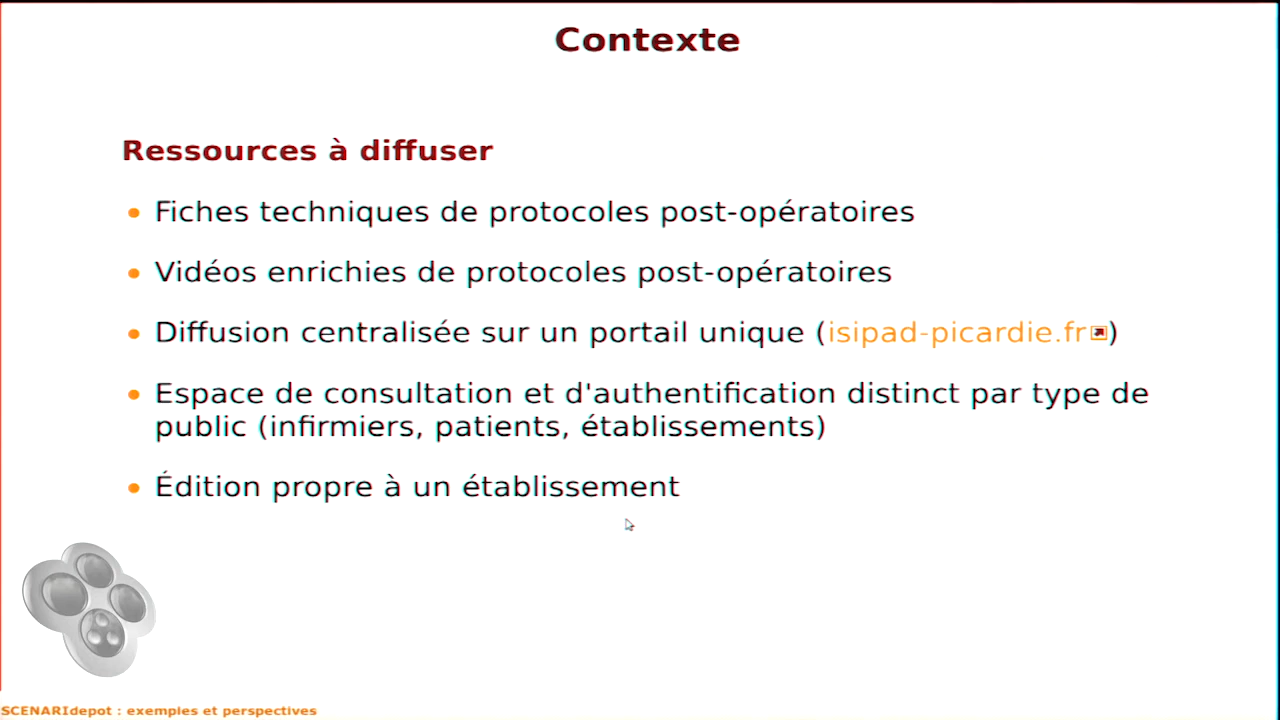 Contexte
Ressources à diffuser
• Fiches techniques de protocoles post-opératoires
• Vidéos enrichies de protocoles post-opératoires
• Diffusion centralisée sur un portail unique (isipad-picardie.fr)
• Espace de consultation et d'authentification distinct par type de
public (infirmiers, patients, établissements)
• Édition propre à un établissement
SCENARIdepot : exemples et perspectives